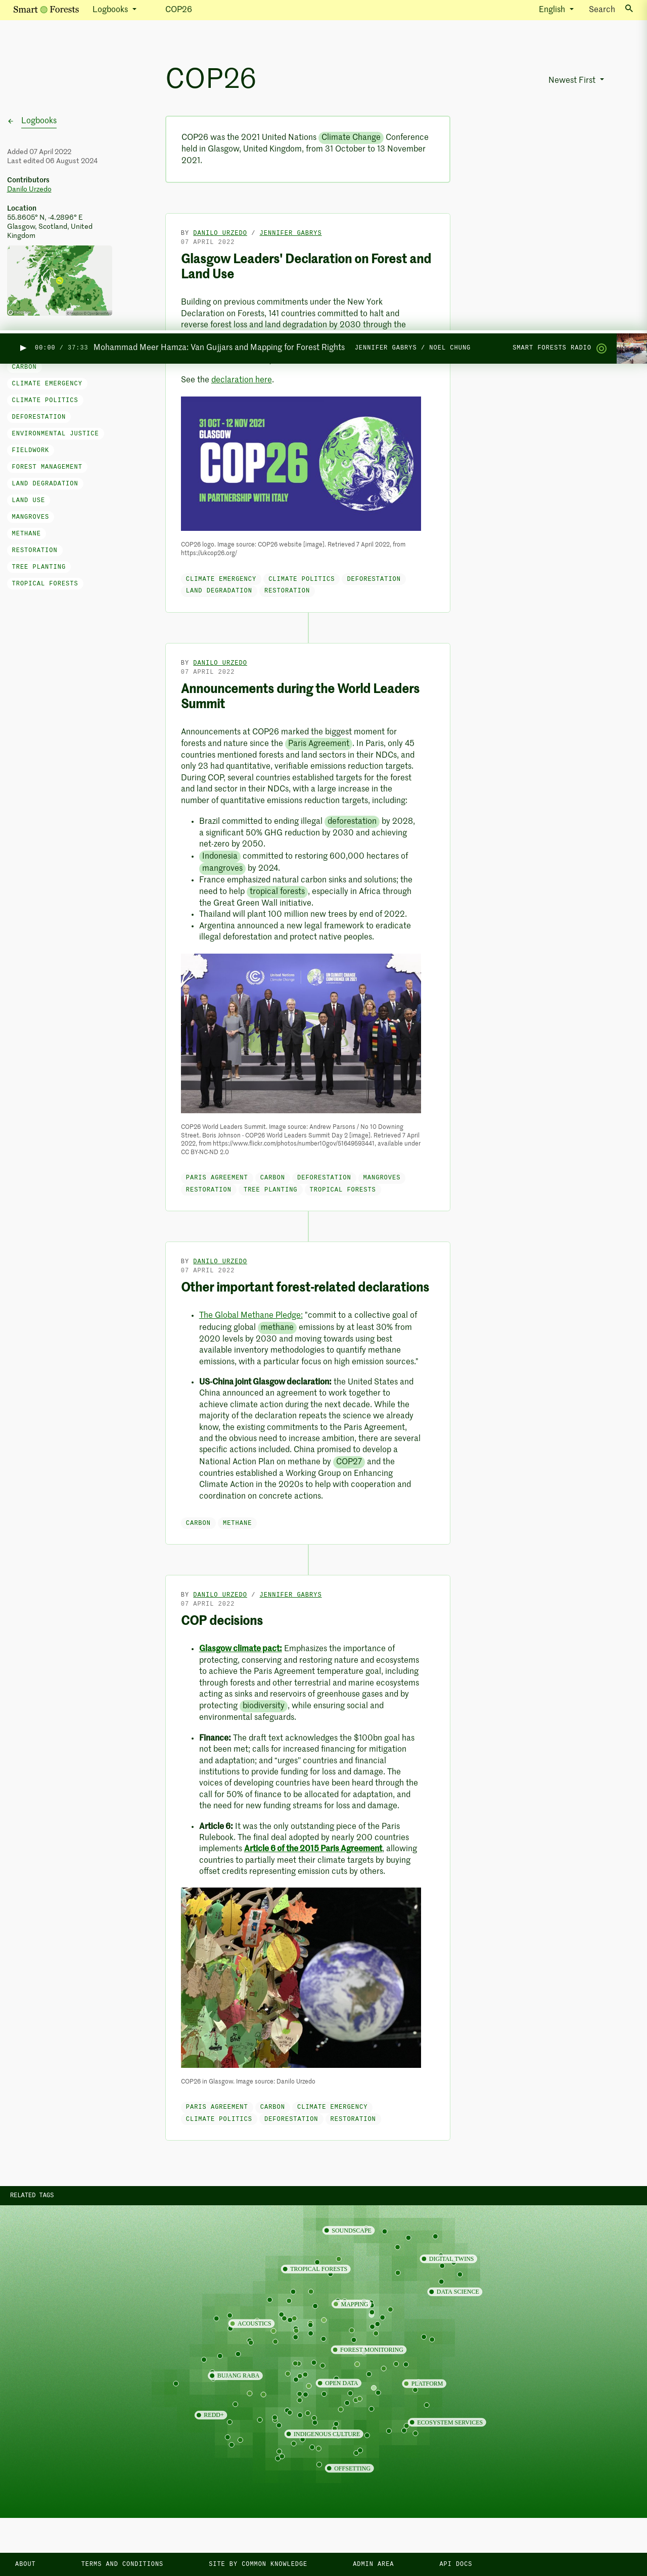 Smart Forests Logbooks COP26 English Search
COP26
Newest First
Logbooks
Added 07 April 2022
Last edited 06 August 2024
Contributors
Danilo Urzedo
Location
55.8605° N, -4.2896° E
Glasgow, Scotland, United
Kingdom
COP26 was the 2021 United Nations Climate Change Conference
held in Glasgow, United Kingdom, from 31 October to 13 November
2021.
BY DANILO URZEDO / JENNIFER GABRYS
07 APRIL 2022
Glasgow Leaders' Declaration on Forest and
Land Use
Building on previous commitments under the New York
Declaration on Forests, 141 countries committed to halt and
reverse forest loss and land degradation by 2030 through the
00:00 / 37:33 Mohammad Meer Hamza: Van Gujjars and Mapping for Forest Rights JENNIFER GABRYS / NOEL CHUNG SMART FORESTS RADIO
CARBON
CLIMATE EMERGENCY
CLIMATE POLITICS
DEFORESTATION
ENVIRONMENTAL JUSTICE
FIELDWORK
FOREST MANAGEMENT
LAND DEGRADATION
LAND USE
MANGROVES
METHANE
RESTORATION
TREE PLANTING
TROPICAL FORESTS
See the declaration here.
31 OCT - 12 NOV 2021
GLASGOW
COP26
IN PARTNERSHIP WITH ITALY
COP26 logo. Image source: COP26 website [image]. Retrieved 7 April 2022, from
https://ukcop26.org/
CLIMATE EMERGENCY CLIMATE POLITICS DEFORESTATION
LAND DEGRADATION RESTORATION
BY DANILO URZEDO
07 APRIL 2022
Announcements during the World Leaders
Summit
Announcements at COP26 marked the biggest moment for
forests and nature since the Paris Agreement. In Paris, only 45
countries mentioned forests and land sectors in their NDCs, and
only 23 had quantitative, verifiable emissions reduction targets.
During COP, several countries established targets for the forest
and land sector in their NDCs, with a large increase in the
number of quantitative emissions reduction targets, including:
Brazil committed to ending illegal deforestation by 2028,
a significant 50% GHG reduction by 2030 and achieving
net-zero by 2050.
Indonesia committed to restoring 600,000 hectares of
mangroves by 2024.
France emphasized natural carbon sinks and solutions; the
need to help tropical forests, especially in Africa through
the Great Green Wall initiative.
Thailand will plant 100 million new trees by end of 2022.
Argentina announced a new legal framework to eradicate
illegal deforestation and protect native peoples.
COP26 World Leaders Summit. Image source: Andrew Parsons / No 10 Downing
Street. Boris Johnson - COP26 World Leaders Summit Day 2 [image]. Retrieved 7 April
2022, from https://www.flickr.com/photos/number10gov/51649593441, available under
CC BY-NC-ND 2.0
PARIS AGREEMENT CARBON DEFORESTATION MANGROVES
RESTORATION TREE PLANTING TROPICAL FORESTS
BY DANILO URZEDO
07 APRIL 2022
Other important forest-related declarations
The Global Methane Pledge: "commit to a collective goal of
reducing global methane emissions by at least 30% from
2020 levels by 2030 and moving towards using best
available inventory methodologies to quantify methane
emissions, with a particular focus on high emission sources."
US-China joint Glasgow declaration: the United States and
China announced an agreement to work together to
achieve climate action during the next decade. While the
majority of the declaration repeats the science we already
know, the existing commitments to the Paris Agreement,
and the obvious need to increase ambition, there are several
specific actions included. China promised to develop a
National Action Plan on methane by COP27 and the
countries established a Working Group on Enhancing
Climate Action in the 2020s to help with cooperation and
coordination on concrete actions.
CARBON METHANE
BY DANILO URZEDO / JENNIFER GABRYS
07 APRIL 2022
COP decisions
Glasgow climate pact: Emphasizes the importance of
protecting, conserving and restoring nature and ecosystems
to achieve the Paris Agreement temperature goal, including
through forests and other terrestrial and marine ecosystems
acting as sinks and reservoirs of greenhouse gases and by
protecting biodiversity, while ensuring social and
environmental safeguards.
Finance: The draft text acknowledges the $100bn goal has
not been met; calls for increased financing for mitigation
and adaptation; and "urges" countries and financial
institutions to provide funding for loss and damage. The
voices of developing countries have been heard through the
call for 50% of finance to be allocated for adaptation, and
the need for new funding streams for loss and damage.
Article 6: It was the only outstanding piece of the Paris
Rulebook. The final deal adopted by nearly 200 countries
implements Article 6 of the 2015 Paris Agreement, allowing
countries to partially meet their climate targets by buying
offset credits representing emission cuts by others.
COP26 in Glasgow. Image source: Danilo Urzedo
PARIS AGREEMENT CARBON CLIMATE EMERGENCY
CLIMATE POLITICS DEFORESTATION RESTORATION
RELATED TAGS
SOUNDSCAPE
DIGITAL TWINS
TROPICAL FORESTS
DATA SCIENCE
MAPPING
ACOUSTICS
FOREST MONITORING
BUJANG RABA
OPEN DATA
PLATFORM
REDD+
ECOSYSTEM SERVICES
INDIGENOUS CULTURE
OFFSETTING
ABOUT TERMS AND CONDITIONS SITE BY COMMON KNOWLEDGE ADMIN AREA API DOCS